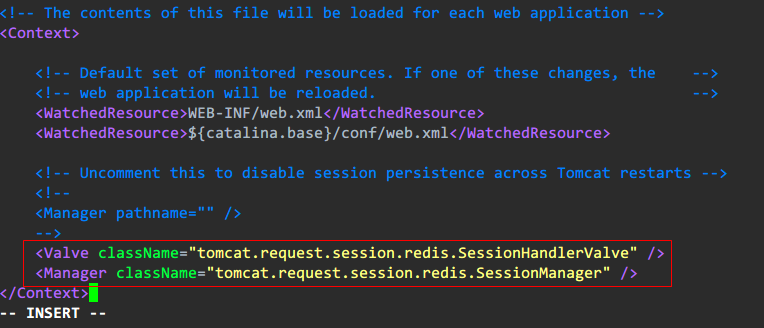 <!-- The contents of this file will be loaded for each web application -->
<Context>
<!-- Default set of monitored resources. If one of these changes, the    -->
<!-- web application will be reloaded.                                   -->
<WatchedResource>WEB-INF/web.xml</WatchedResource>
<WatchedResource>${catalina.base}/conf/web.xml</WatchedResource>
<!-- Uncomment this to disable session persistence across Tomcat restarts -->
<!--
<Manager pathname="" />
-->
<Valve className="tomcat.request.session.redis.SessionHandlerValve" />
<Manager className="tomcat.request.session.redis.SessionManager" />
</Context>
-- INSERT --